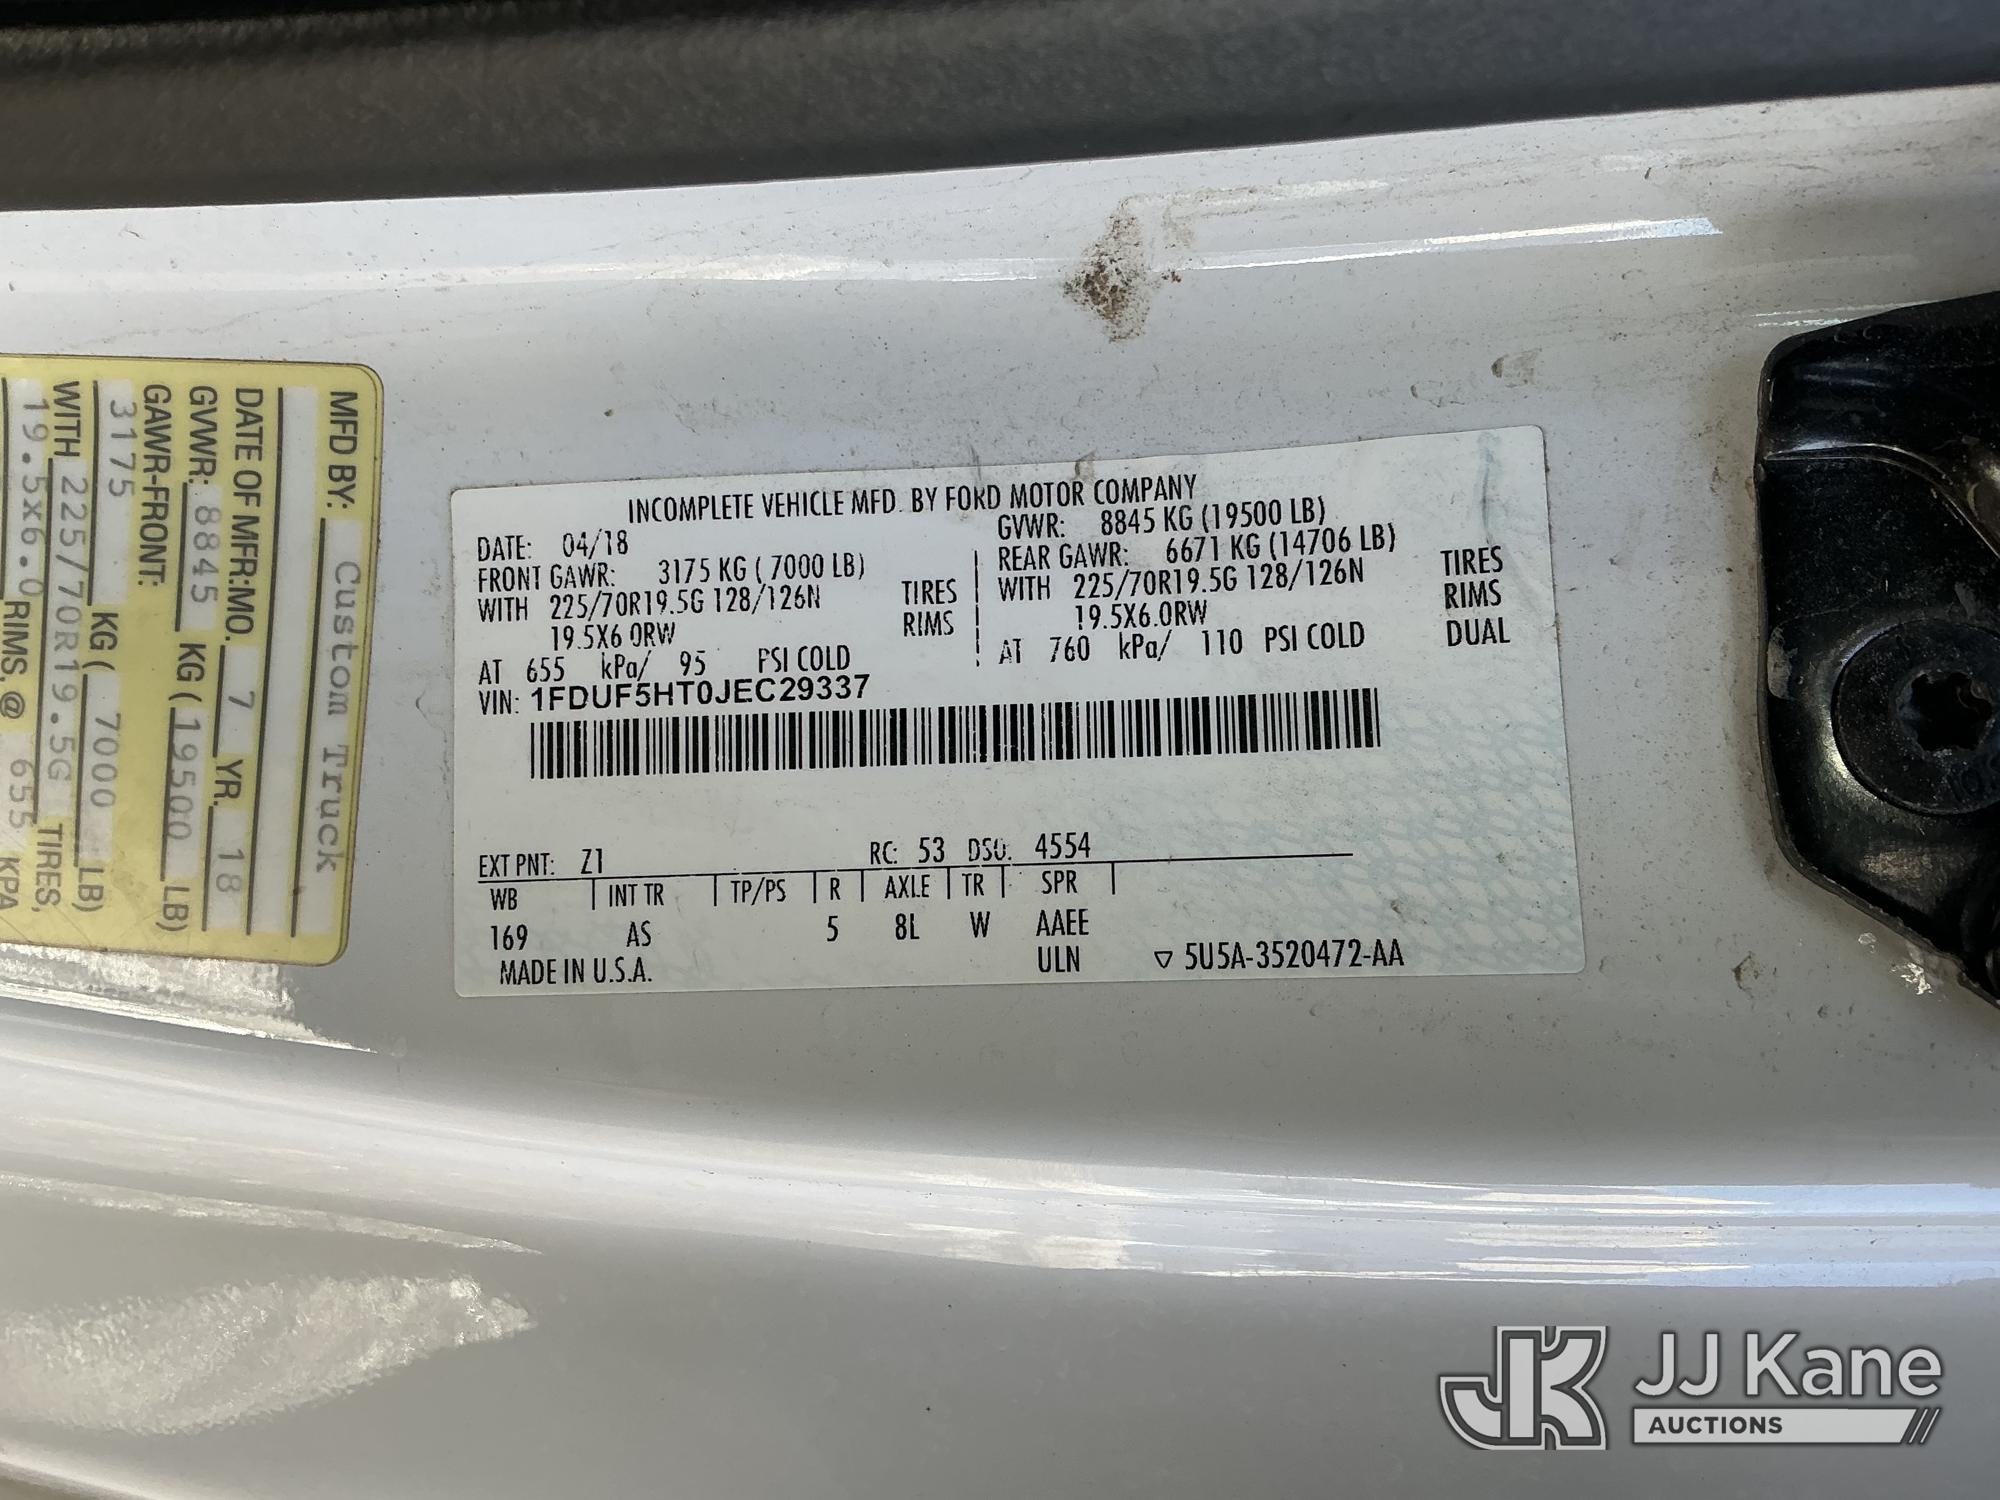 MFD BY: Custom Truck
DATE OF MFR:MO. 7 YR. 18
GVWR: 8845 KG ( 19500 LB)
GAWR-FRONT:
3175 KG ( 7000 LB)
WITH 225/70R19.5G TIRES,
19.5x6.0 RIMS, @ 655 KPA
INCOMPLETE VEHICLE MFD. BY FORD MOTOR COMPANY
DATE: 04/18 GVWR: 8845 KG (19500 LB)
FRONT GAWR: 3175 KG ( 7000 LB) REAR GAWR: 6671 KG (14706 LB)
WITH 225/70R19.5G 128/126N TIRES WITH 225/70R19.5G 128/126N TIRES
19.5X6.0RW RIMS 19.5X6.0RW RIMS
AT 655 kPa/ 95 PSI COLD AT 760 kPa/ 110 PSI COLD DUAL
VIN: 1FDUF5HT0JEC29337
EXT PNT: Z1 RC: 53 DSO: 4554
WB INT TR TP/PS R AXLE TR SPR
169 AS 5 8L W AAEE
MADE IN U.S.A. ULN ▽ 5U5A-3520472-AA
JK JJ Kane
AUCTIONS